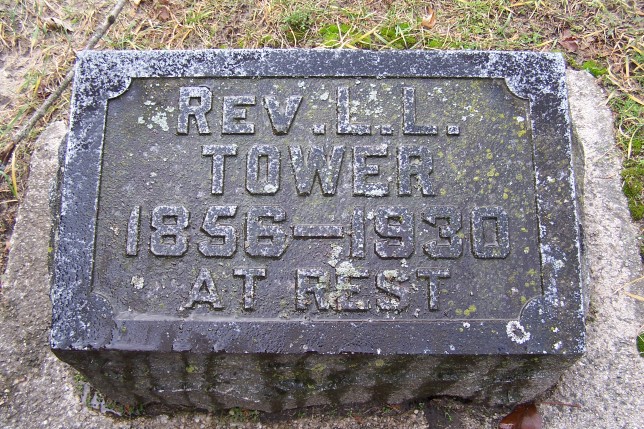 REV. L. L.
TOWER
1856–1930
AT REST